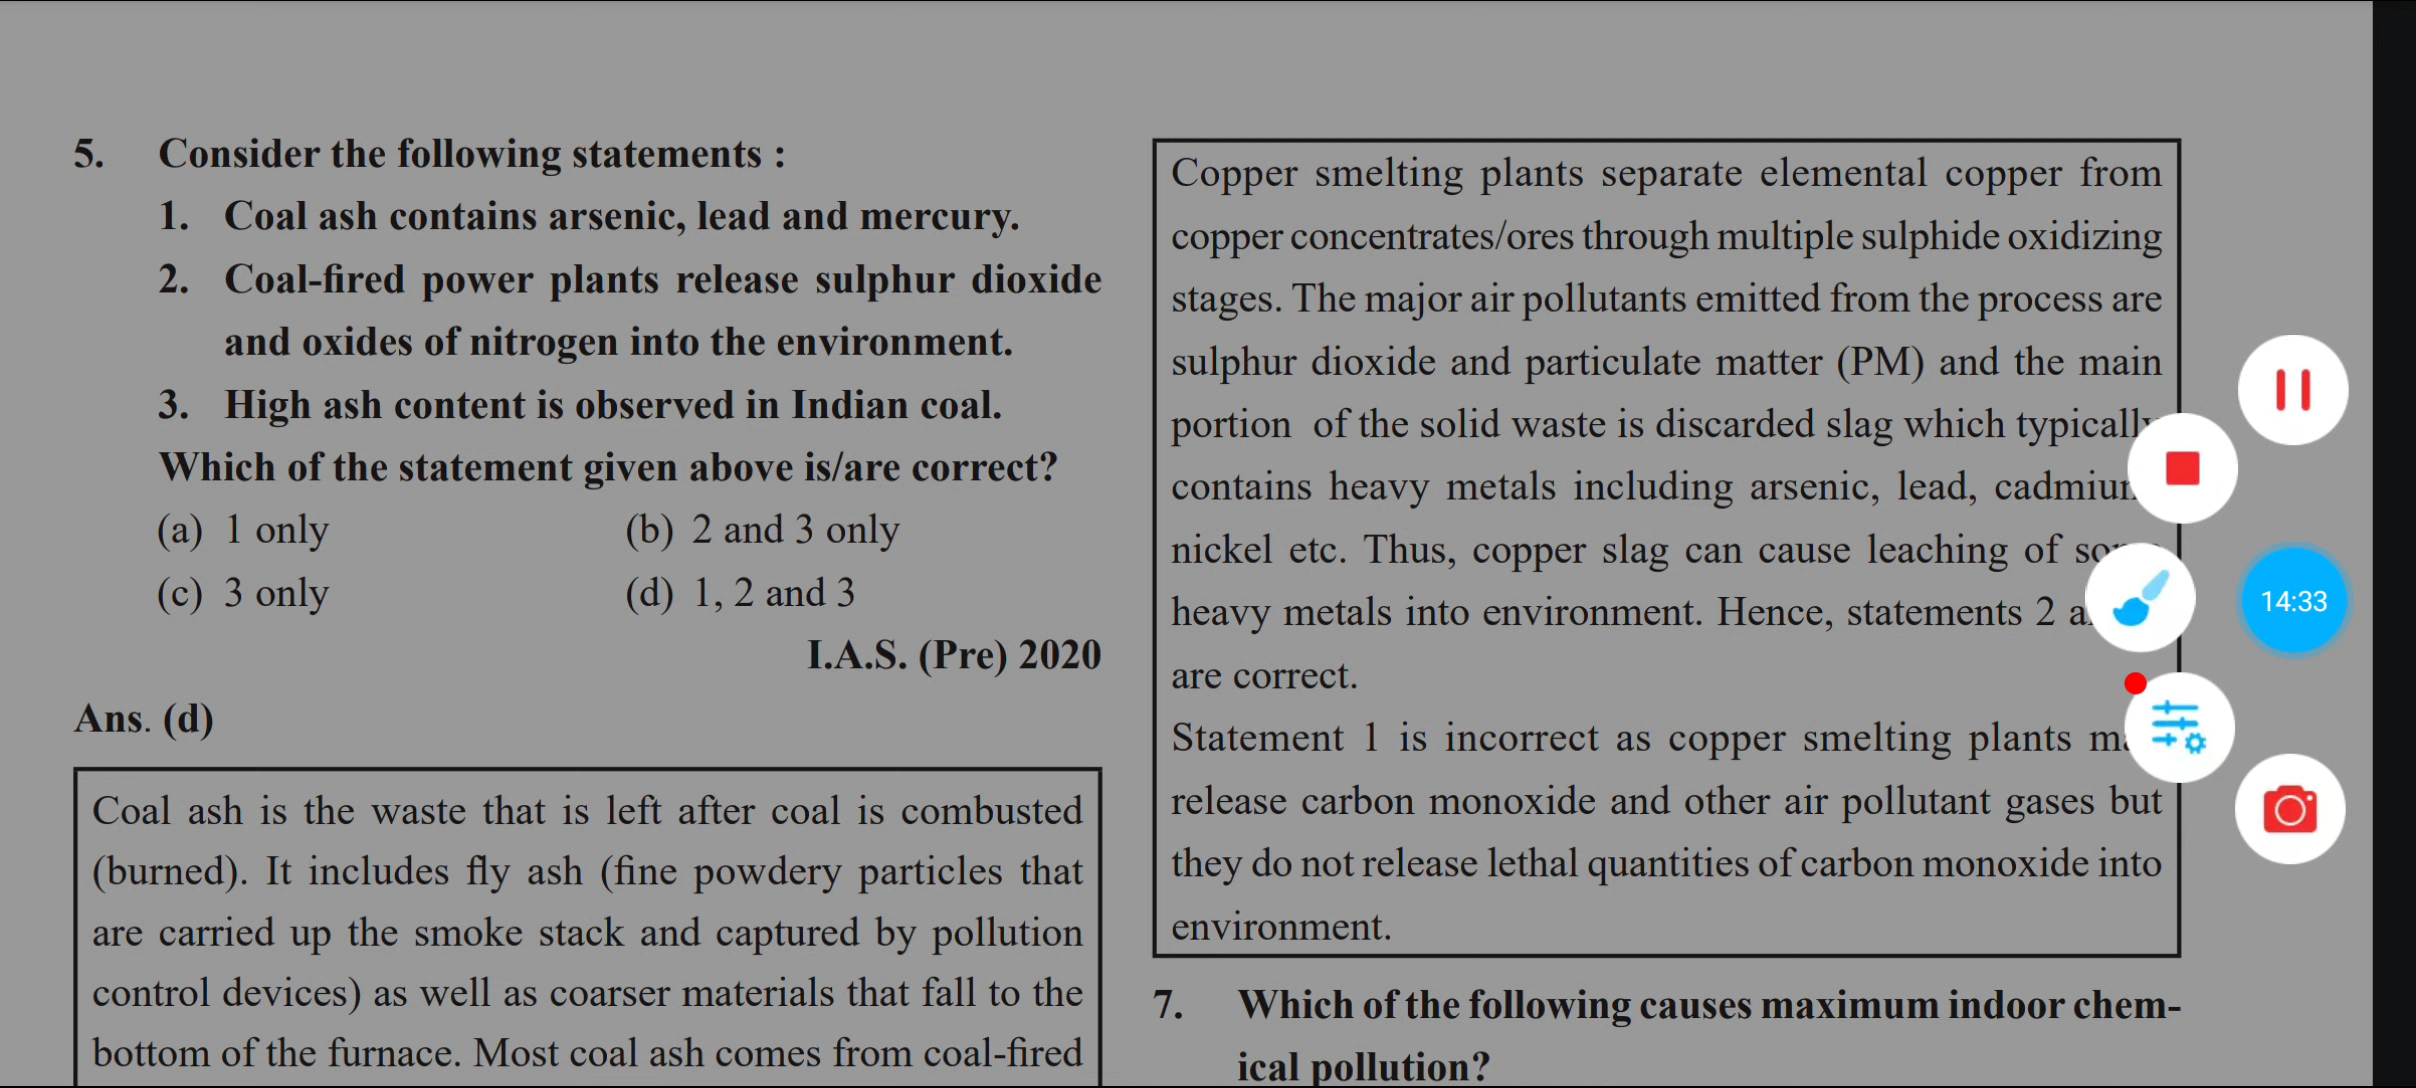 5. Consider the following statements :
1. Coal ash contains arsenic, lead and mercury.
2. Coal-fired power plants release sulphur dioxide
and oxides of nitrogen into the environment.
3. High ash content is observed in Indian coal.
Which of the statement given above is/are correct?
(a) 1 only (b) 2 and 3 only
(c) 3 only (d) 1, 2 and 3
I.A.S. (Pre) 2020
Ans. (d)
Coal ash is the waste that is left after coal is combusted
(burned). It includes fly ash (fine powdery particles that
are carried up the smoke stack and captured by pollution
control devices) as well as coarser materials that fall to the
bottom of the furnace. Most coal ash comes from coal-fired
Copper smelting plants separate elemental copper from
copper concentrates/ores through multiple sulphide oxidizing
stages. The major air pollutants emitted from the process are
sulphur dioxide and particulate matter (PM) and the main
portion of the solid waste is discarded slag which typically
contains heavy metals including arsenic, lead,
nickel etc. Thus, copper slag can cause leaching of
heavy metals into environment. Hence, statements 2
are correct.
Statement 1 is incorrect as copper smelting plants
release carbon monoxide and other air pollutant gases but
they do not release lethal quantities of carbon monoxide into
environment.
7. Which of the following causes maximum indoor chem-
ical pollution?
14:33